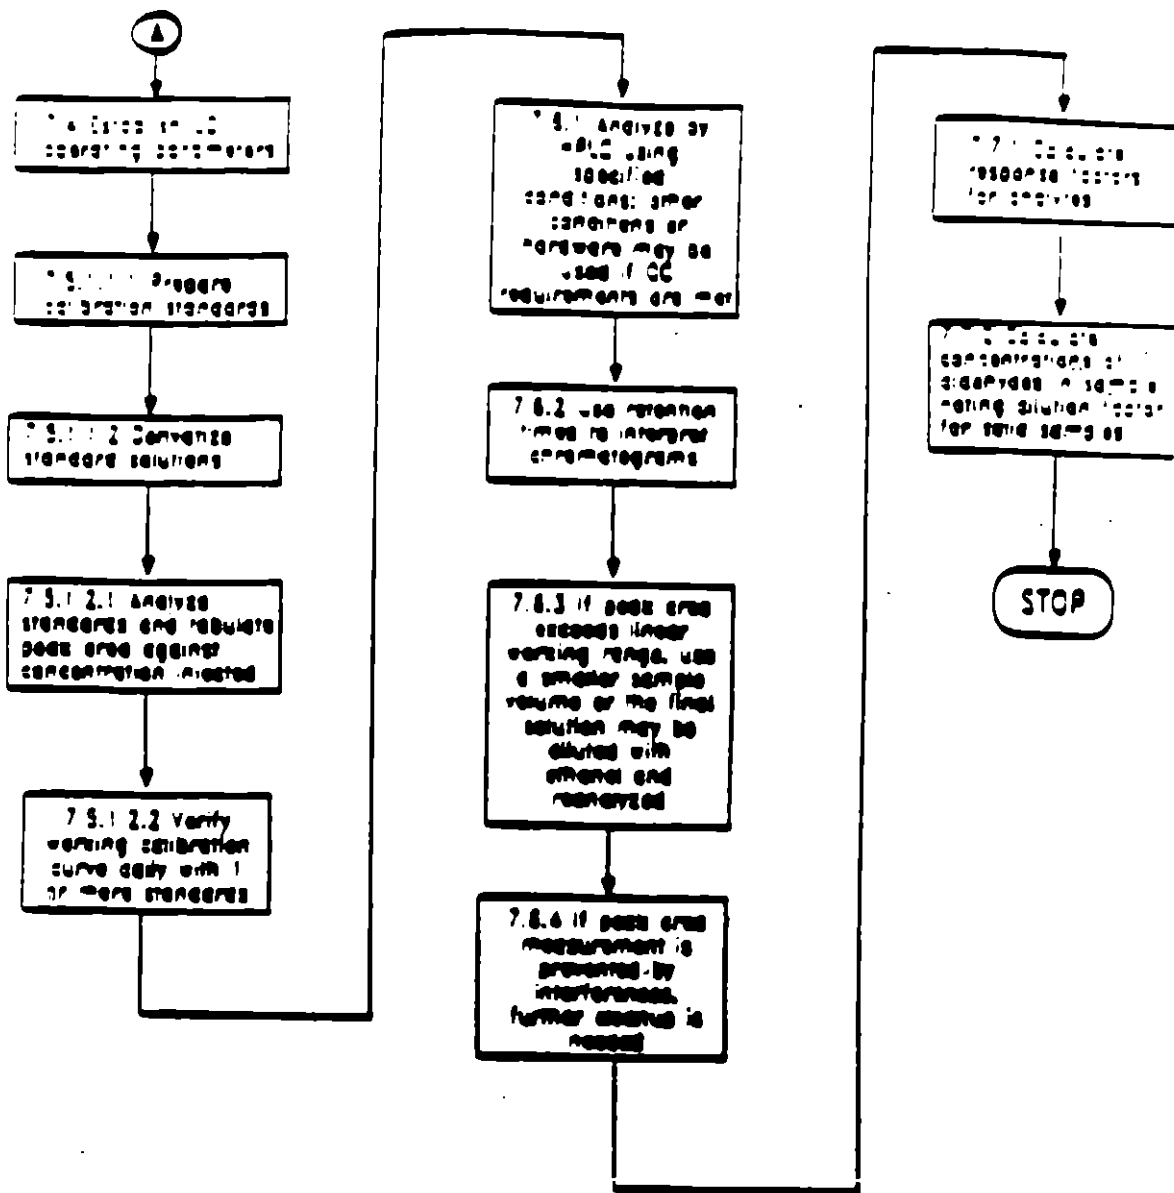 A
7.4 Establish LC
operating parameters
7.5.1.1.1 Prepare
calibration standards
7.5.1.1.2 Derivatize
standard solutions
7.5.1.2.1 Analyze
standards and tabulate
peak area against
concentration injected
7.5.1.2.2 Verify
working calibration
curve daily with 1
or more standards
7.6.1 Analyze by
HPLC using
specified
conditions; other
conditions or
hardware may be
used if QC
requirements are met
7.6.2 Use retention
times to interpret
chromatograms
7.6.3 If peak area
exceeds linear
working range, use
a smaller sample
volume or the final
solution may be
diluted with
ethanol and
reanalyzed
7.6.4 If peak area
measurement is
prevented by
interferences,
further cleanup is
needed
Calculate
response factors
for analytes
Calculate
concentrations of
aldehydes in sample
noting dilution factor
for solid samples
STOP